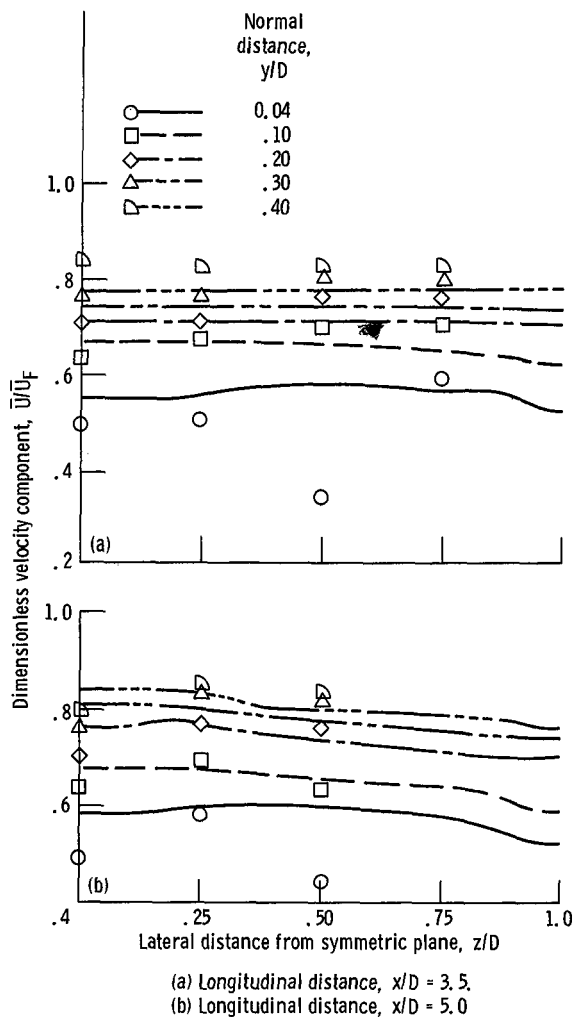 Normal
distance,
y/D
0.04
.10
.20
.30
.40
1.0
.8
.6
.4
.2
(a)
Dimensionless velocity component, U̅/U̅F
1.0
.8
.6
.4
(b)
0
.25
.50
.75
1.0
Lateral distance from symmetric plane, z/D
(a) Longitudinal distance, x/D = 3.5.
(b) Longitudinal distance, x/D = 5.0